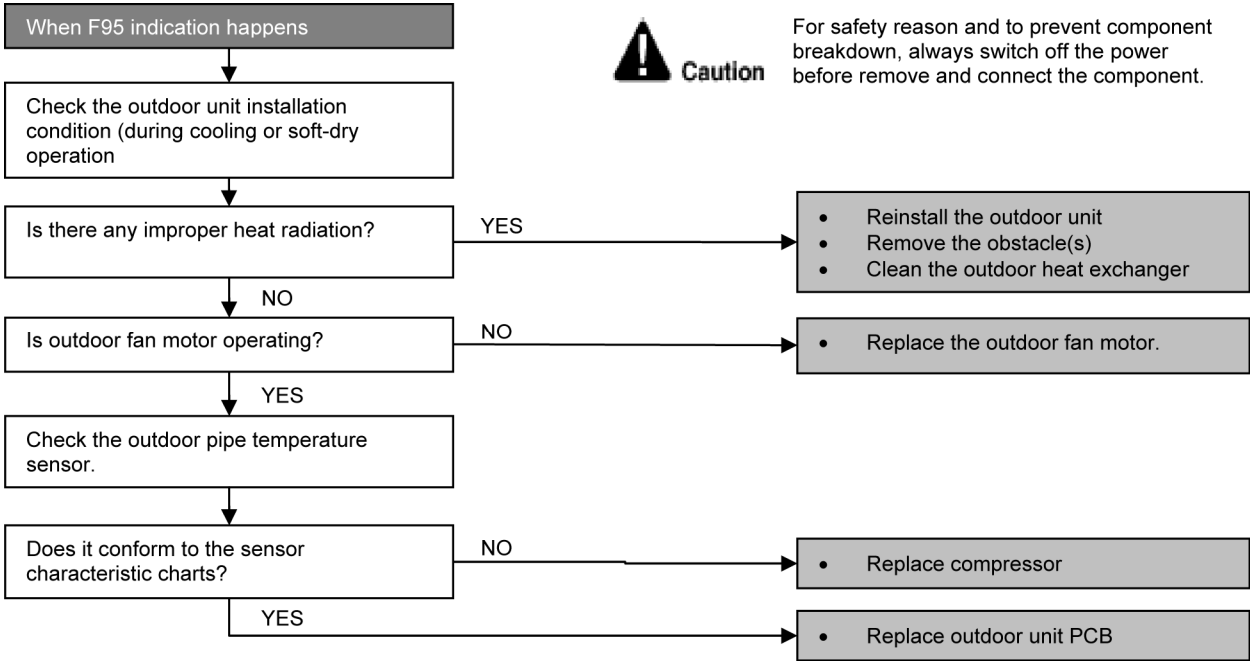 When F95 indication happens
Caution
For safety reason and to prevent component
breakdown, always switch off the power
before remove and connect the component.
Check the outdoor unit installation
condition (during cooling or soft-dry
operation
Is there any improper heat radiation?
YES
• Reinstall the outdoor unit
• Remove the obstacle(s)
• Clean the outdoor heat exchanger
NO
Is outdoor fan motor operating?
NO
• Replace the outdoor fan motor.
YES
Check the outdoor pipe temperature
sensor.
Does it conform to the sensor
characteristic charts?
NO
• Replace compressor
YES
• Replace outdoor unit PCB